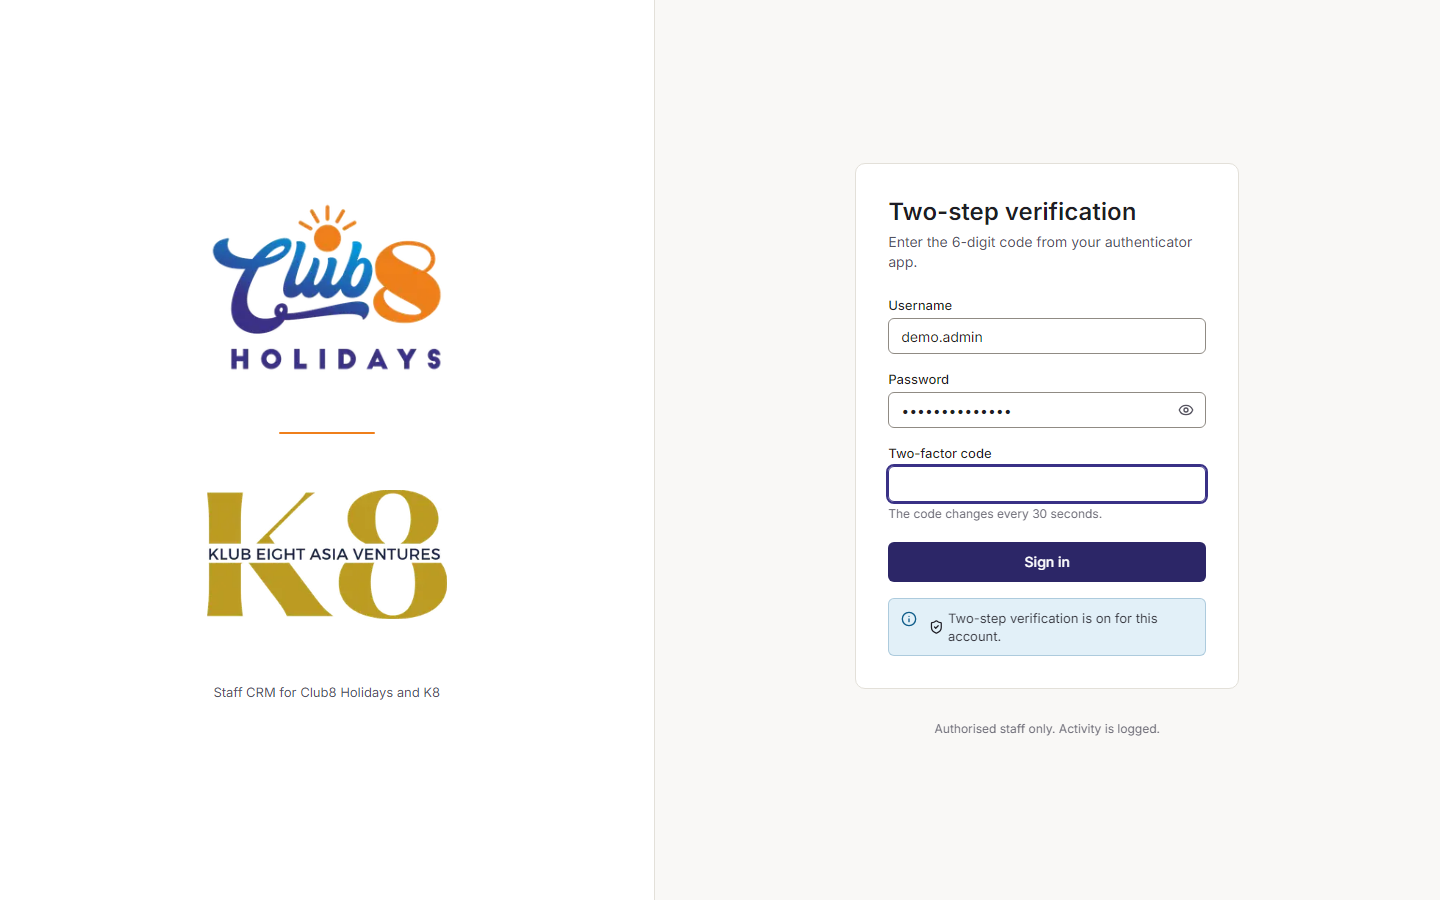 Club8
HOLIDAYS
K8
KLUB EIGHT ASIA VENTURES
Staff CRM for Club8 Holidays and K8
Two-step verification
Enter the 6-digit code from your authenticator
app.
Username
demo.admin
Password
••••••••••••••
Two-factor code
The code changes every 30 seconds.
Sign in
Two-step verification is on for this
account.
Authorised staff only. Activity is logged.